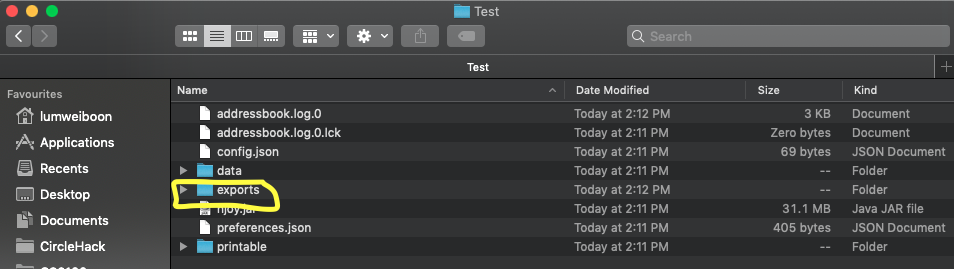 Test
Search
Test
Favourites
lumweiboon
Applications
Recents
Desktop
Documents
CircleHack
Name Date Modified Size Kind
addressbook.log.0 Today at 2:12 PM 3 KB Document
addressbook.log.0.lck Today at 2:11 PM Zero bytes Document
config.json Today at 2:11 PM 69 bytes JSON Document
data Today at 2:11 PM -- Folder
exports Today at 2:12 PM -- Folder
njoy.jar Today at 2:11 PM 31.1 MB Java JAR file
preferences.json Today at 2:11 PM 405 bytes JSON Document
printable Today at 2:11 PM -- Folder